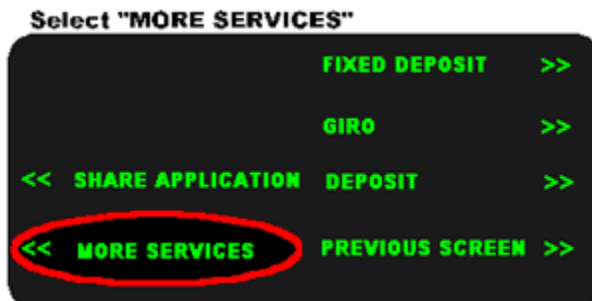 Select "MORE SERVICES"
FIXED DEPOSIT >>
GIRO >>
<< SHARE APPLICATION DEPOSIT >>
<< MORE SERVICES PREVIOUS SCREEN >>